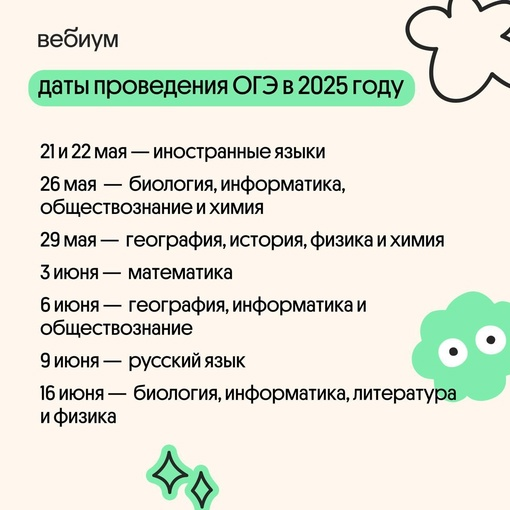 вебиум
даты проведения ОГЭ в 2025 году
21 и 22 мая — иностранные языки
26 мая — биология, информатика,
обществознание и химия
29 мая — география, история, физика и химия
3 июня — математика
6 июня — география, информатика и
обществознание
9 июня — русский язык
16 июня — биология, информатика, литература
и физика